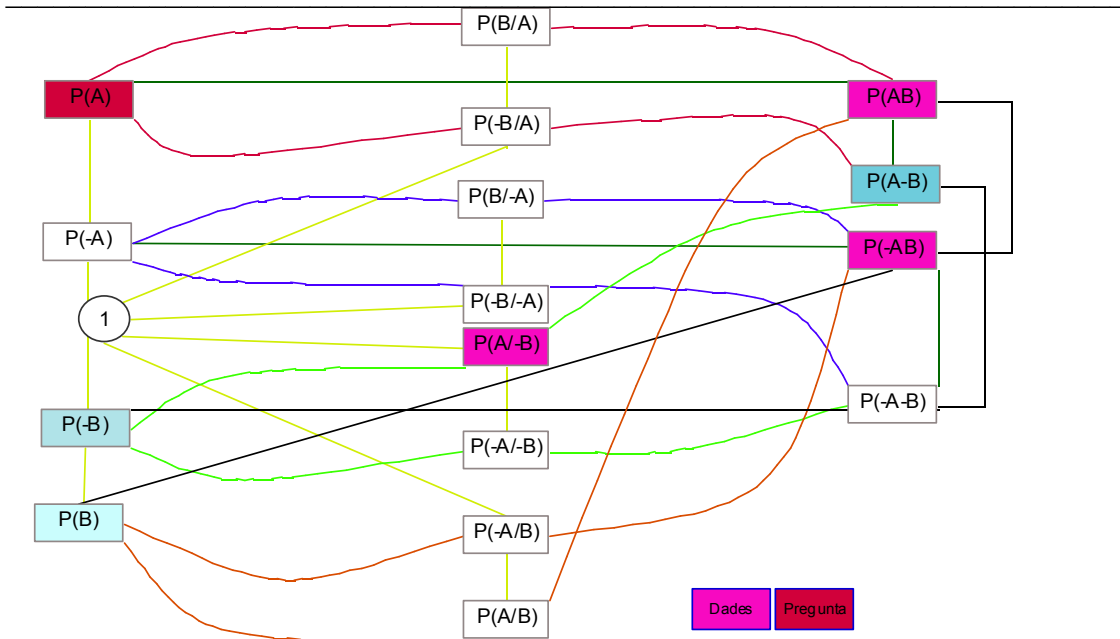 P(B/A)
P(A)
P(AB)
P(-B/A)
P(A-B)
P(B/-A)
P(-A)
P(-AB)
P(-B/-A)
1
P(A/-B)
P(-A-B)
P(-B)
P(-A/-B)
P(B)
P(-A/B)
P(A/B)
Dades
Pregunta